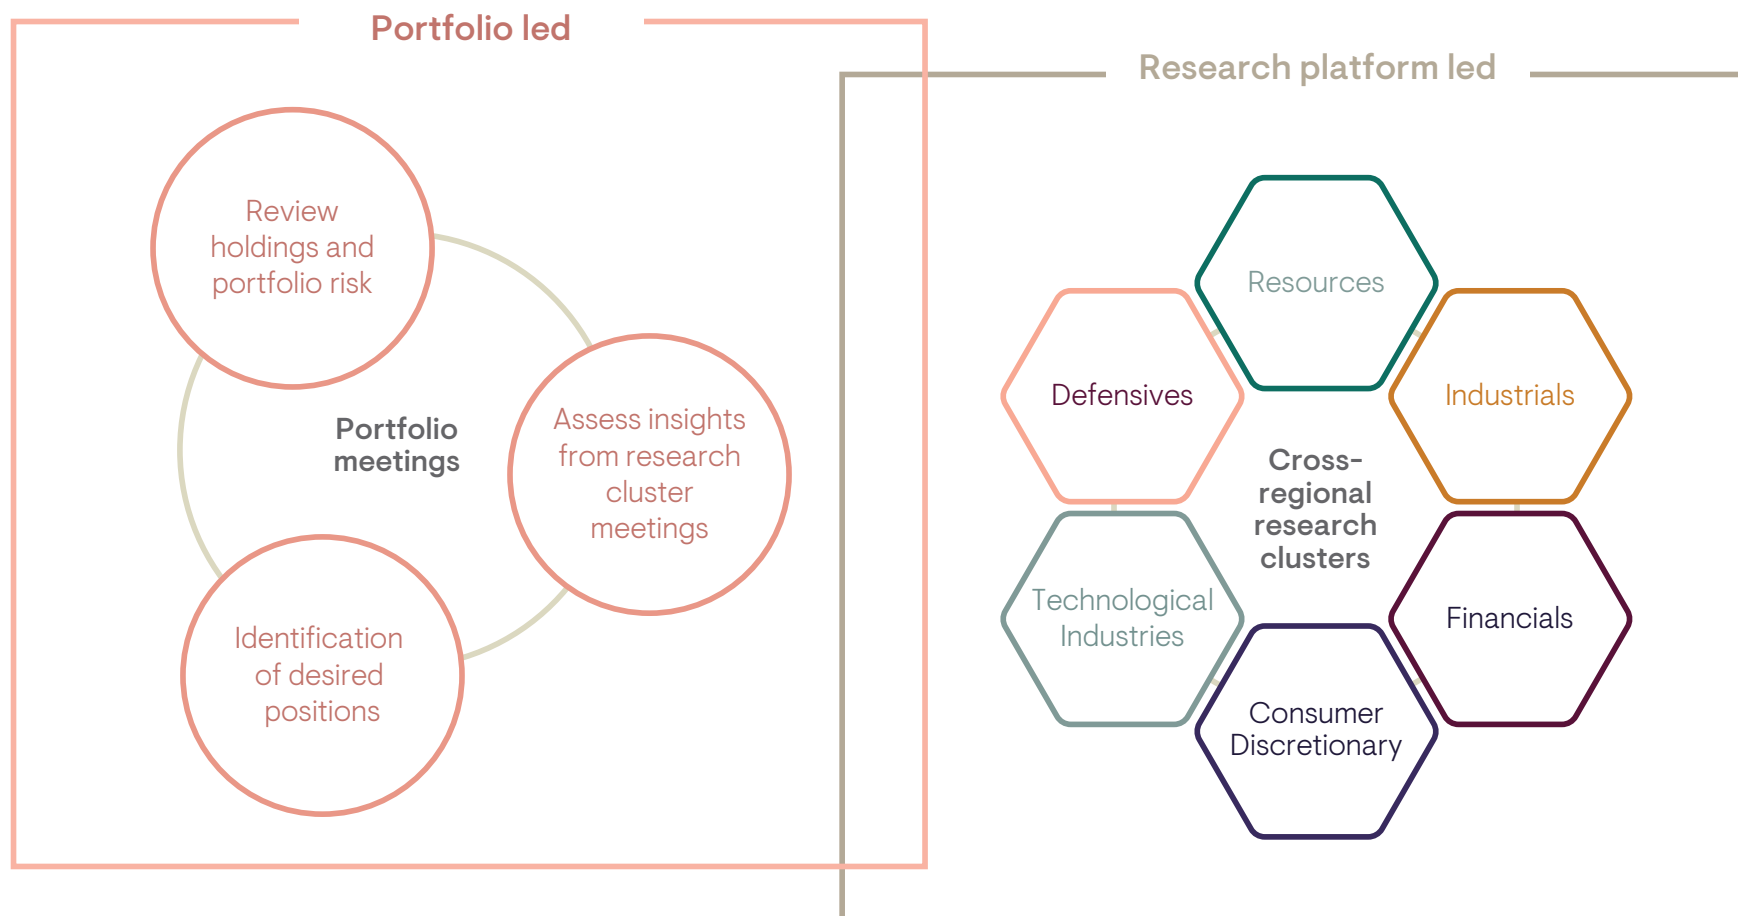 Portfolio led
Review
holdings and
portfolio risk
Portfolio
meetings
Assess insights
from research
cluster
meetings
Identification
of desired
positions
Research platform led
Resources
Defensives
Industrials
Cross-
regional
research
clusters
Technological
Industries
Financials
Consumer
Discretionary